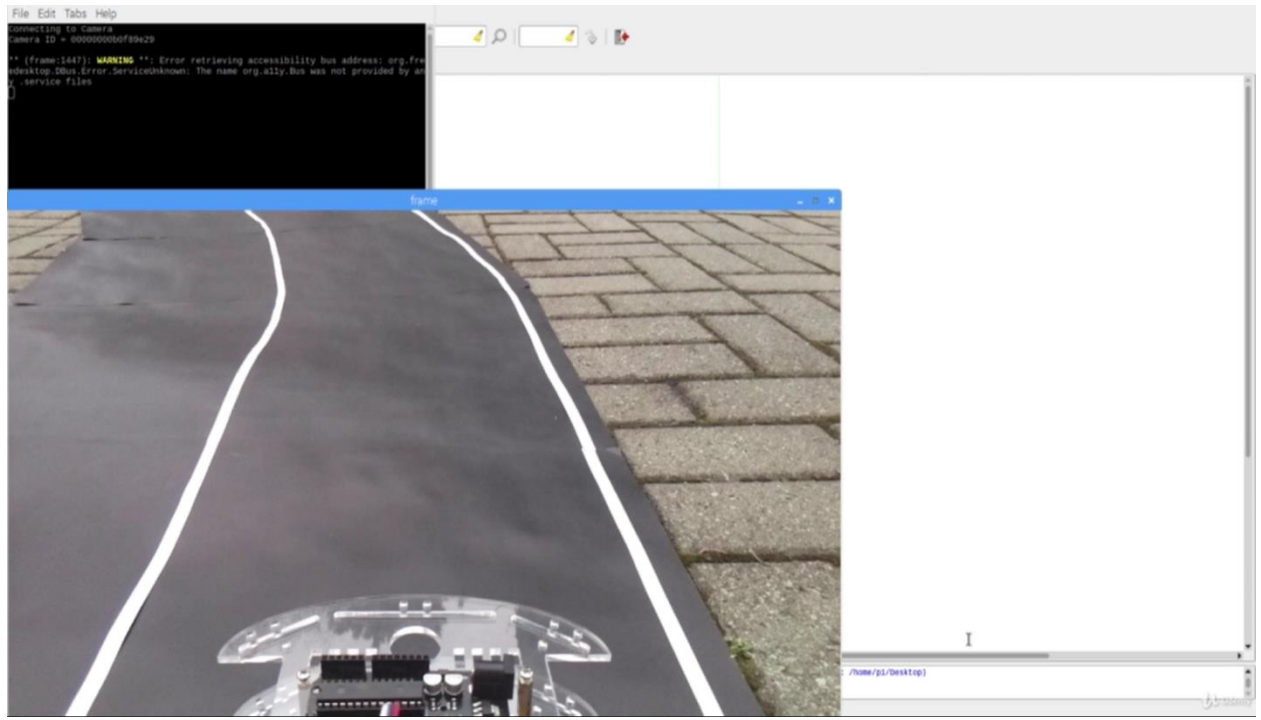 File Edit Tabs Help
Connecting to Camera
Camera ID = 00000000b0f89e29
** (frame:1447): WARNING **: Error retrieving accessibility bus address: org.fre
edesktop.DBus.Error.ServiceUnknown: The name org.a11y.Bus was not provided by an
y .service files
frame
: /home/pi/Desktop)
Udemy